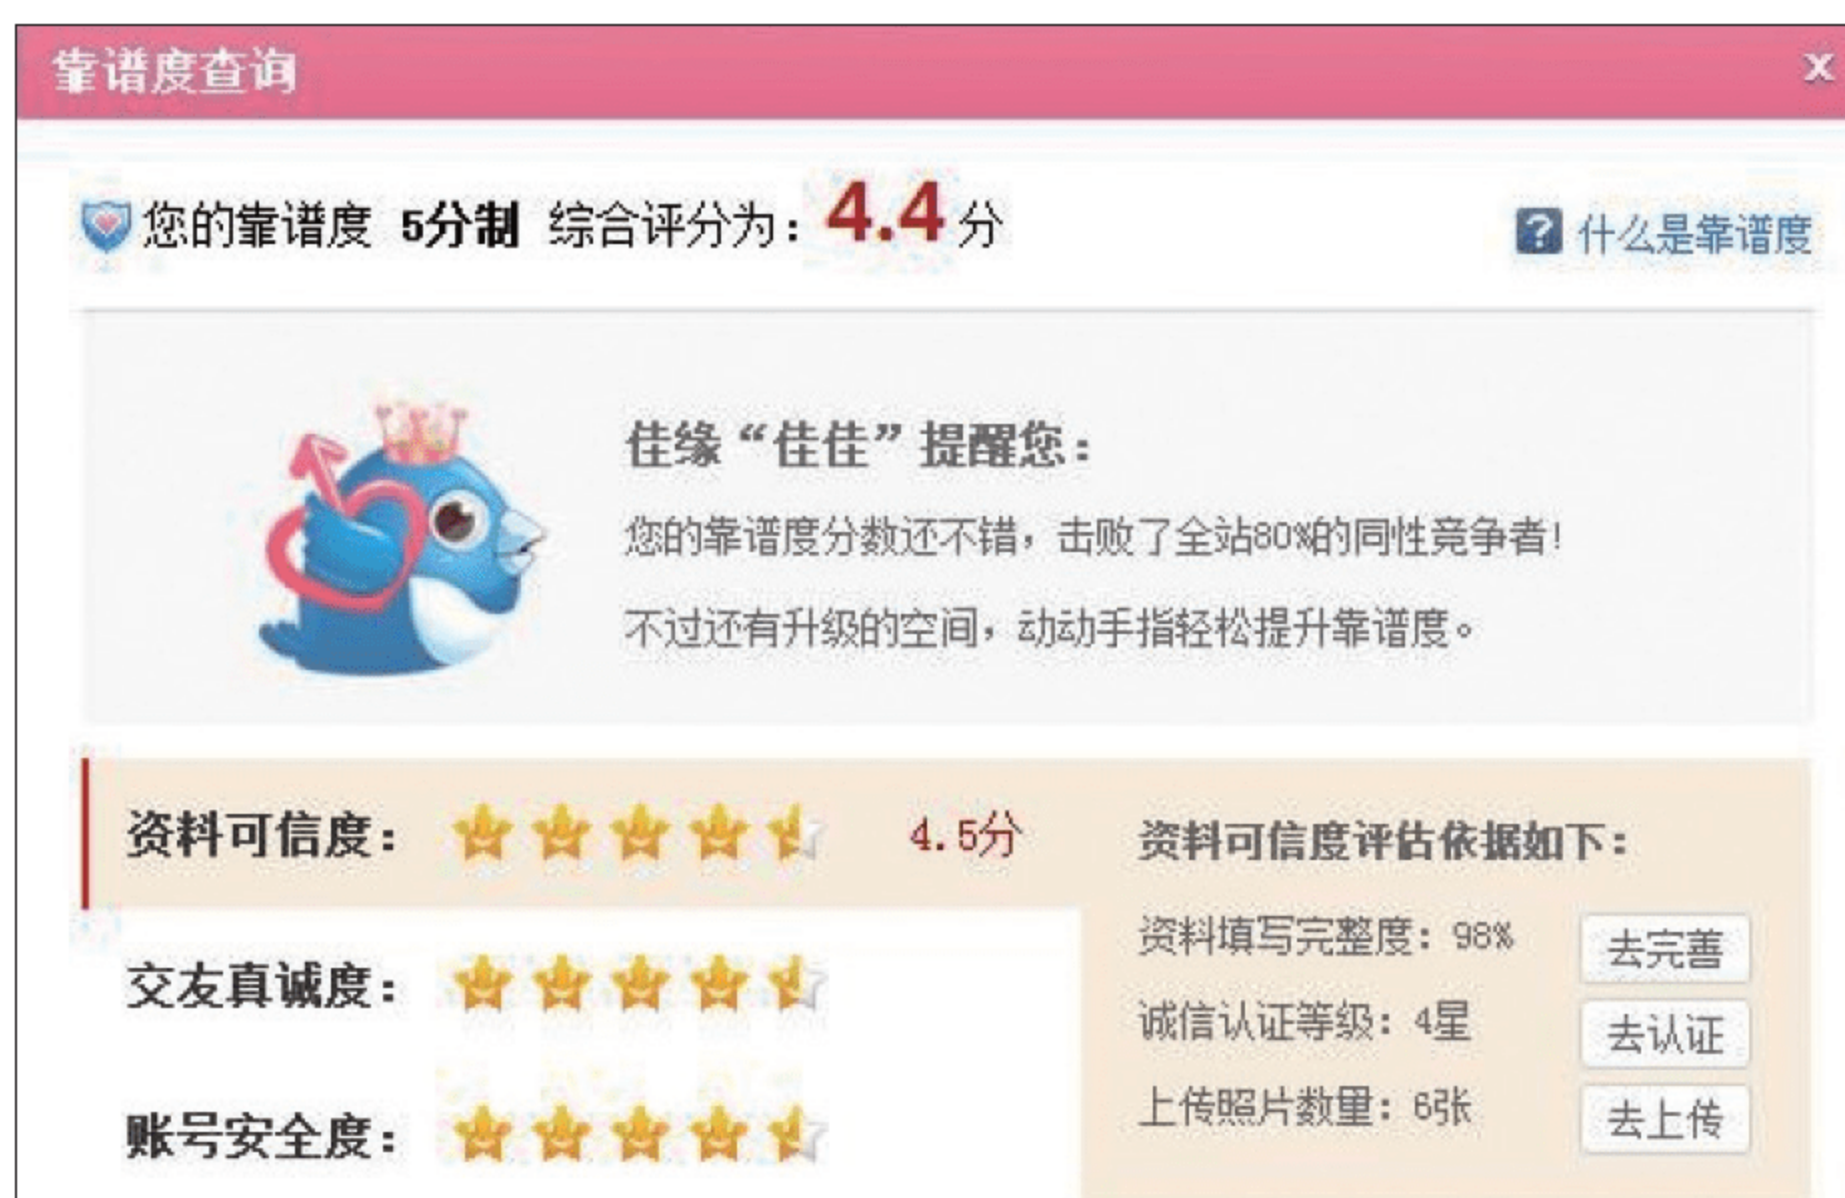 靠谱度查询 x
您的靠谱度 5分制 综合评分为：4.4分
? 什么是靠谱度
佳缘“佳佳”提醒您：
您的靠谱度分数还不错，击败了全站80%的同性竞争者！
不过还有升级的空间，动动手指轻松提升靠谱度。
资料可信度： 4.5分
交友真诚度：
账号安全度：
资料可信度评估依据如下：
资料填写完整度：98% 去完善
诚信认证等级：4星 去认证
上传照片数量：6张 去上传